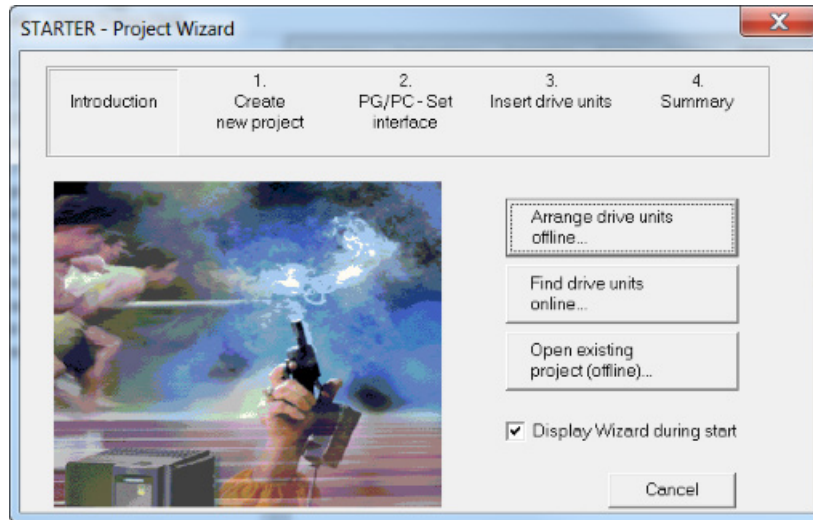 STARTER - Project Wizard
Introduction
1.
Create
new project
2.
PG/PC - Set
interface
3.
Insert drive units
4.
Summary
Arrange drive units
offline...
Find drive units
online...
Open existing
project (offline)...
Display Wizard during start
Cancel